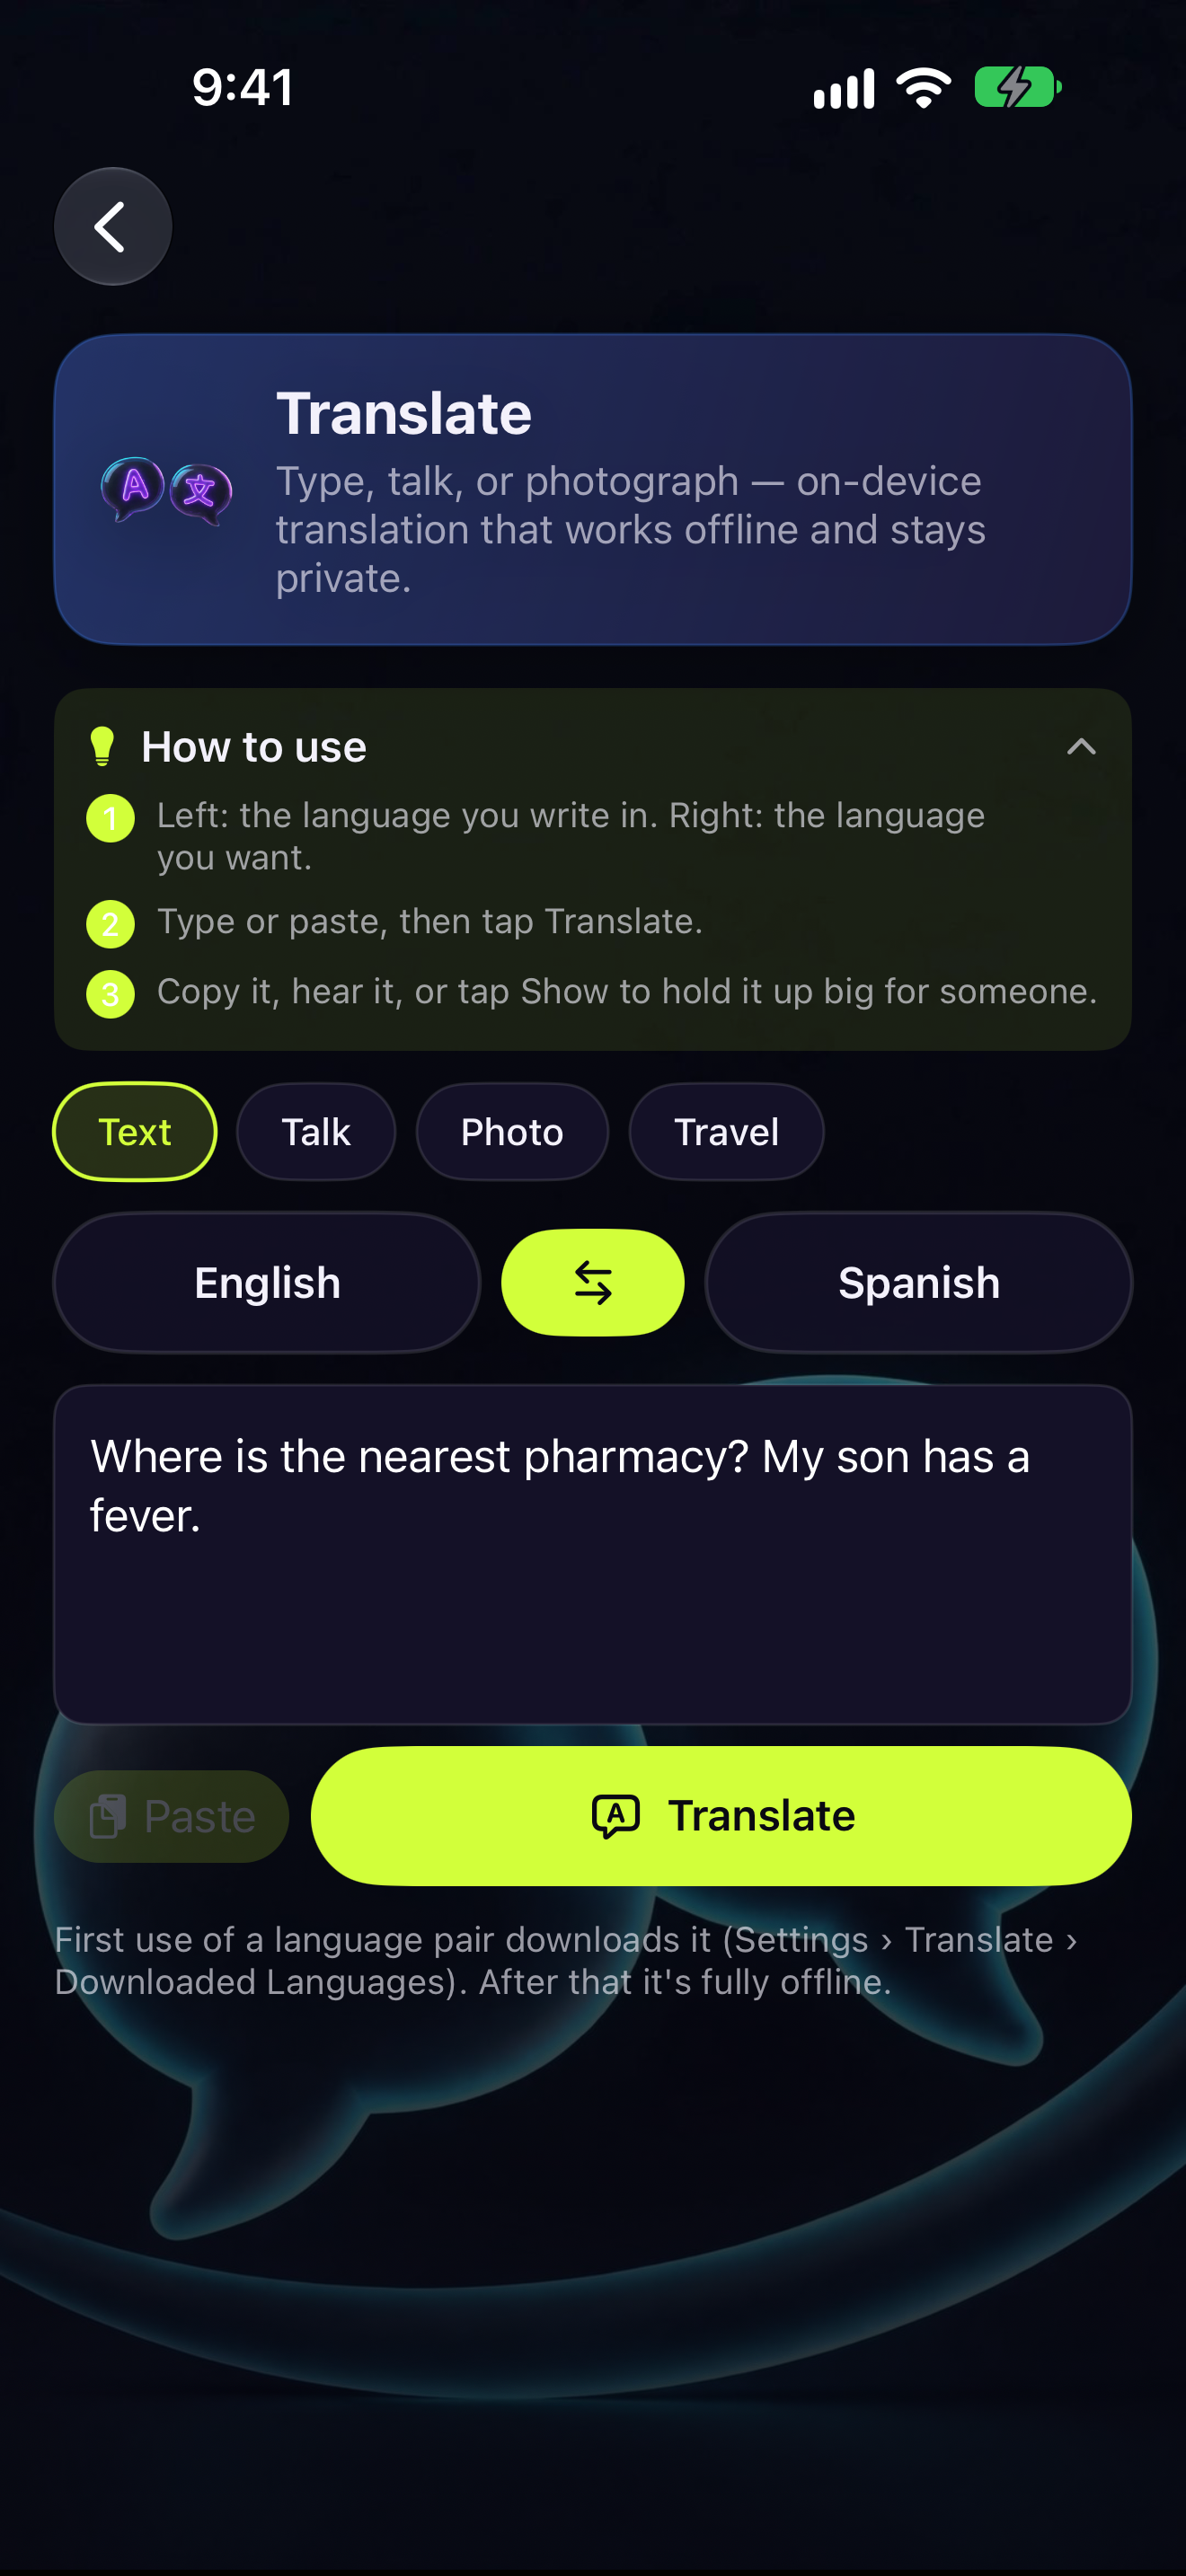 9:41
Translate
Type, talk, or photograph — on-device
translation that works offline and stays
private.
A 文
How to use
1 Left: the language you write in. Right: the language
you want.
2 Type or paste, then tap Translate.
3 Copy it, hear it, or tap Show to hold it up big for someone.
Text Talk Photo Travel
English Spanish
Where is the nearest pharmacy? My son has a
fever.
Paste A Translate
First use of a language pair downloads it (Settings › Translate ›
Downloaded Languages). After that it's fully offline.